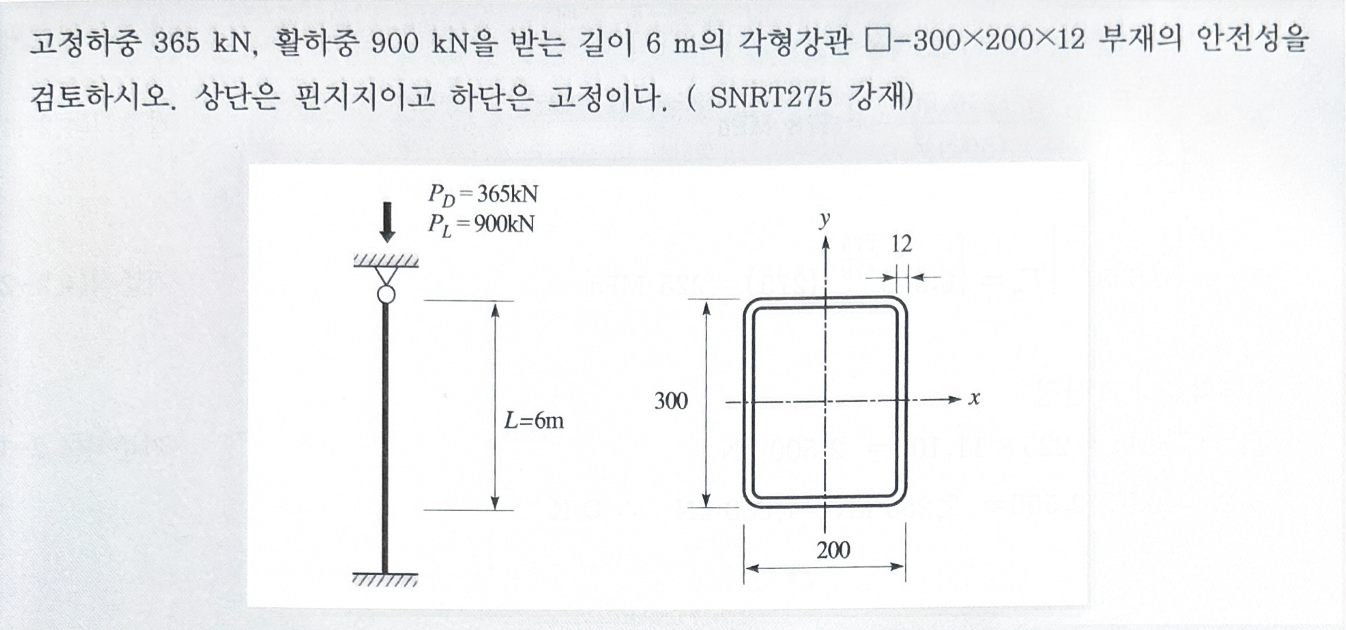 고정하중 365 kN, 활하중 900 kN을 받는 길이 6 m의 각형강관 □-300×200×12 부재의 안전성을
검토하시오. 상단은 핀지지이고 하단은 고정이다. ( SNRT275 강재)
P_D=365kN
P_L=900kN
y
12
300
x
L=6m
200